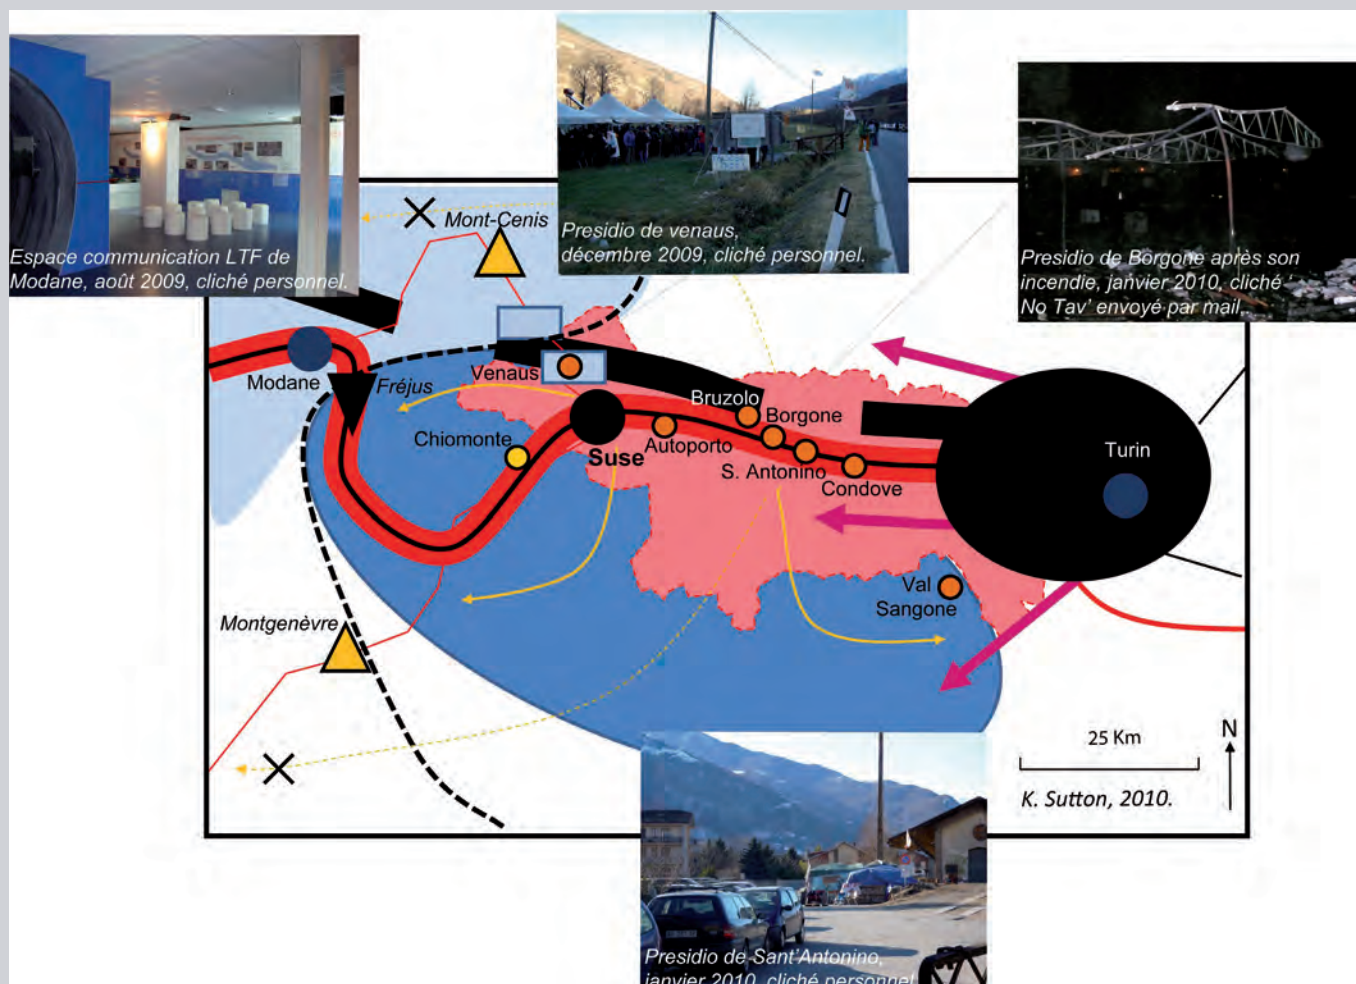 Espace communication LTF de
Modane, août 2009, cliché personnel.
Presidio de venaus,
décembre 2009, cliché personnel.
Presidio de Borgone après son
incendie, janvier 2010, cliché ‘
No Tav’ envoyé par mail.
Mont-Cenis
Modane
Fréjus
Venaus
Bruzolo
Borgone
Chiomonte
Suse
Autoporto
S. Antonino
Condove
Turin
Val
Sangone
Montgenèvre
25 Km
N
K. Sutton, 2010.
Presidio de Sant'Antonino,
janvier 2010, cliché personnel